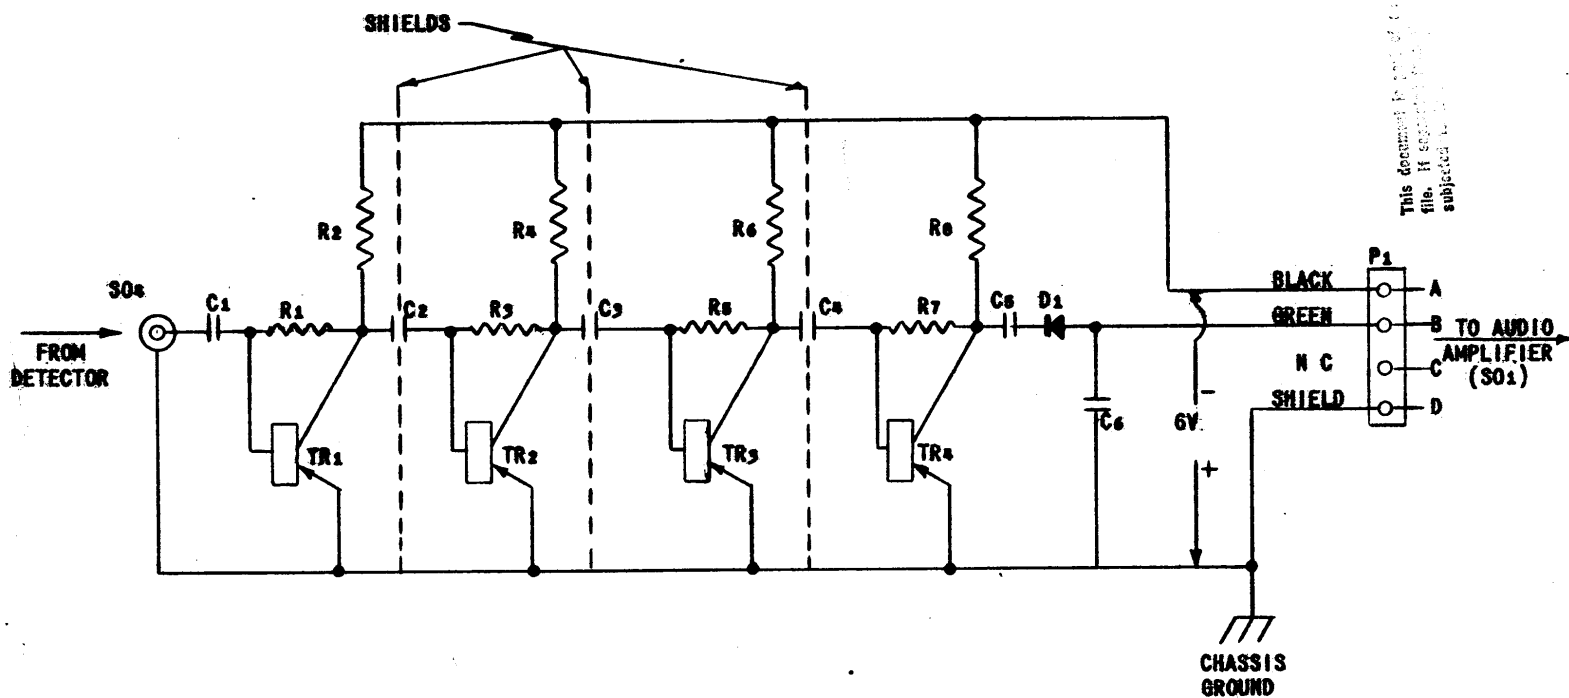 SHIELDS
This document is
file. If
subjected
R2
R4
R6
R8
P1
SO4
C1
R1
C2
R3
C3
R5
C4
R7
C5
D1
BLACK
A
GREEN
B
TO AUDIO
AMPLIFIER
(SO1)
FROM
DETECTOR
N C
C
SHIELD
D
C6
6V
-
+
TR1
TR2
TR3
TR4
CHASSIS
GROUND